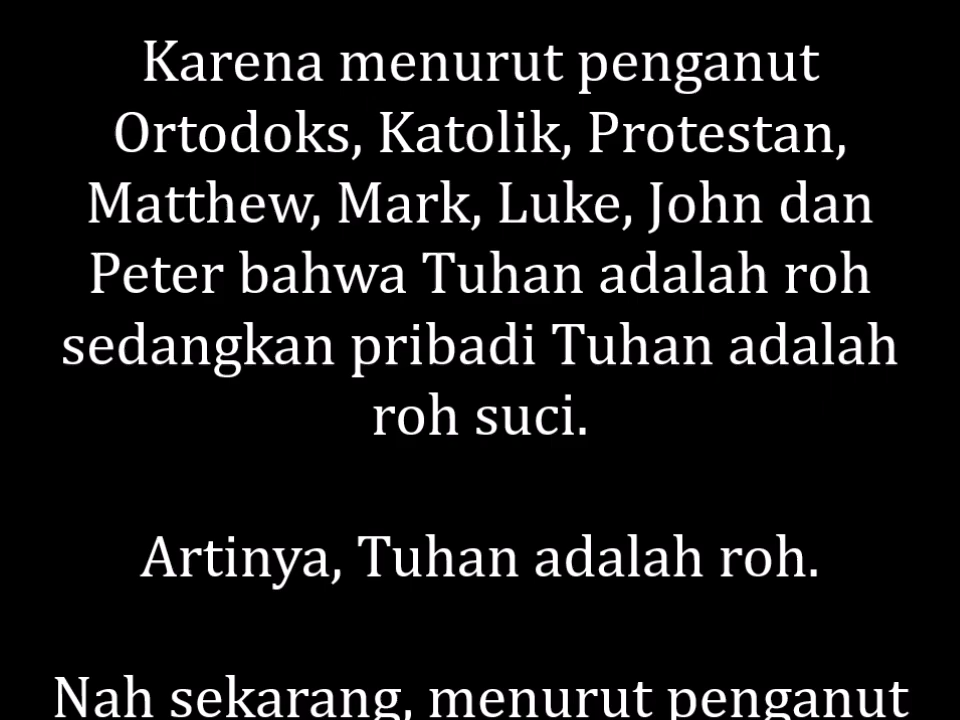 Karena menurut penganut
Ortodoks, Katolik, Protestan,
Matthew, Mark, Luke, John dan
Peter bahwa Tuhan adalah roh
sedangkan pribadi Tuhan adalah
roh suci.
Artinya, Tuhan adalah roh.
Nah sekarang, menurut penganut